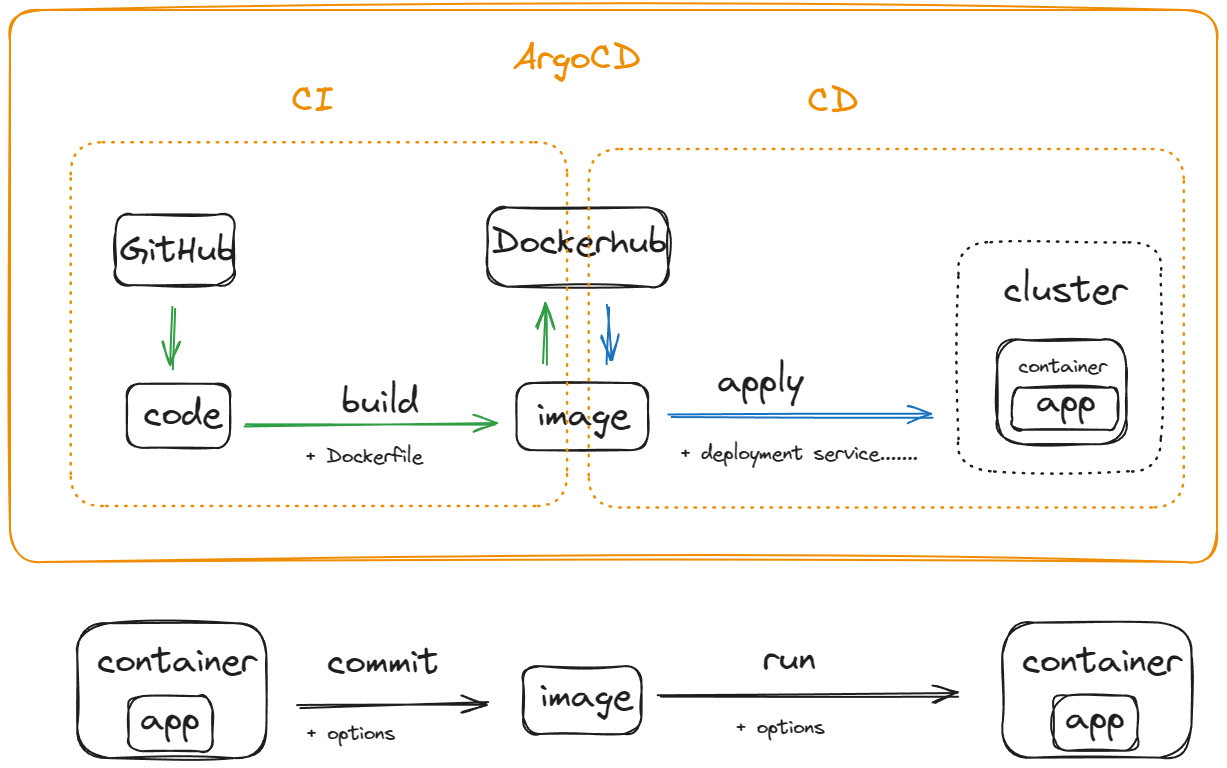 ArgoCD
CI
CD
GitHub
Dockerhub
cluster
container
app
code
build
+ Dockerfile
image
apply
+ deployment service.......
container
app
commit
+ options
image
run
+ options
container
app